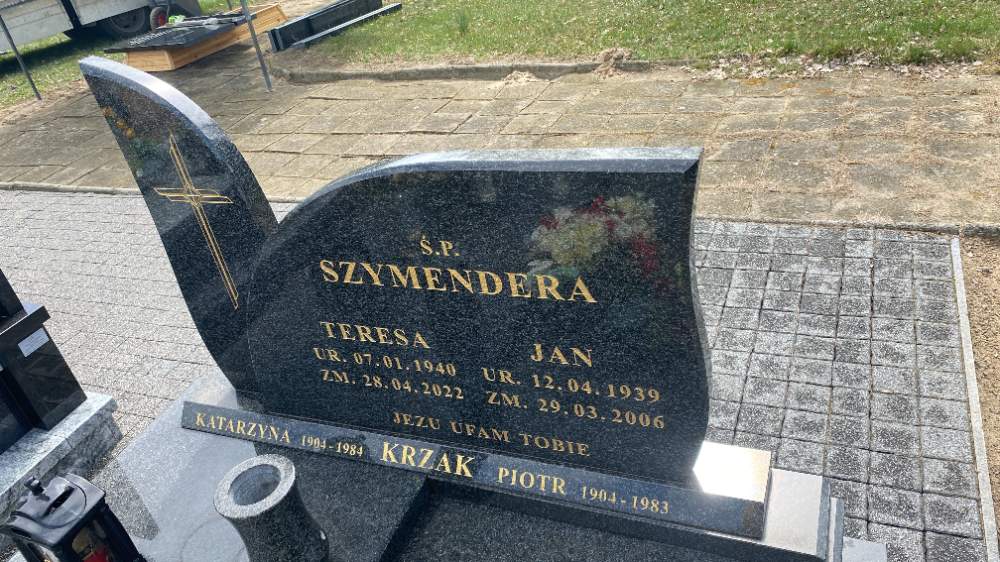 Ś.P.
SZYMENDERA
TERESA
UR. 07.01.1940
ZM. 28.04.2022
JAN
UR. 12.04.1939
ZM. 29.03.2006
JEZU UFAM TOBIE
KATARZYNA 1904-1984 KRZAK PIOTR 1904-1983